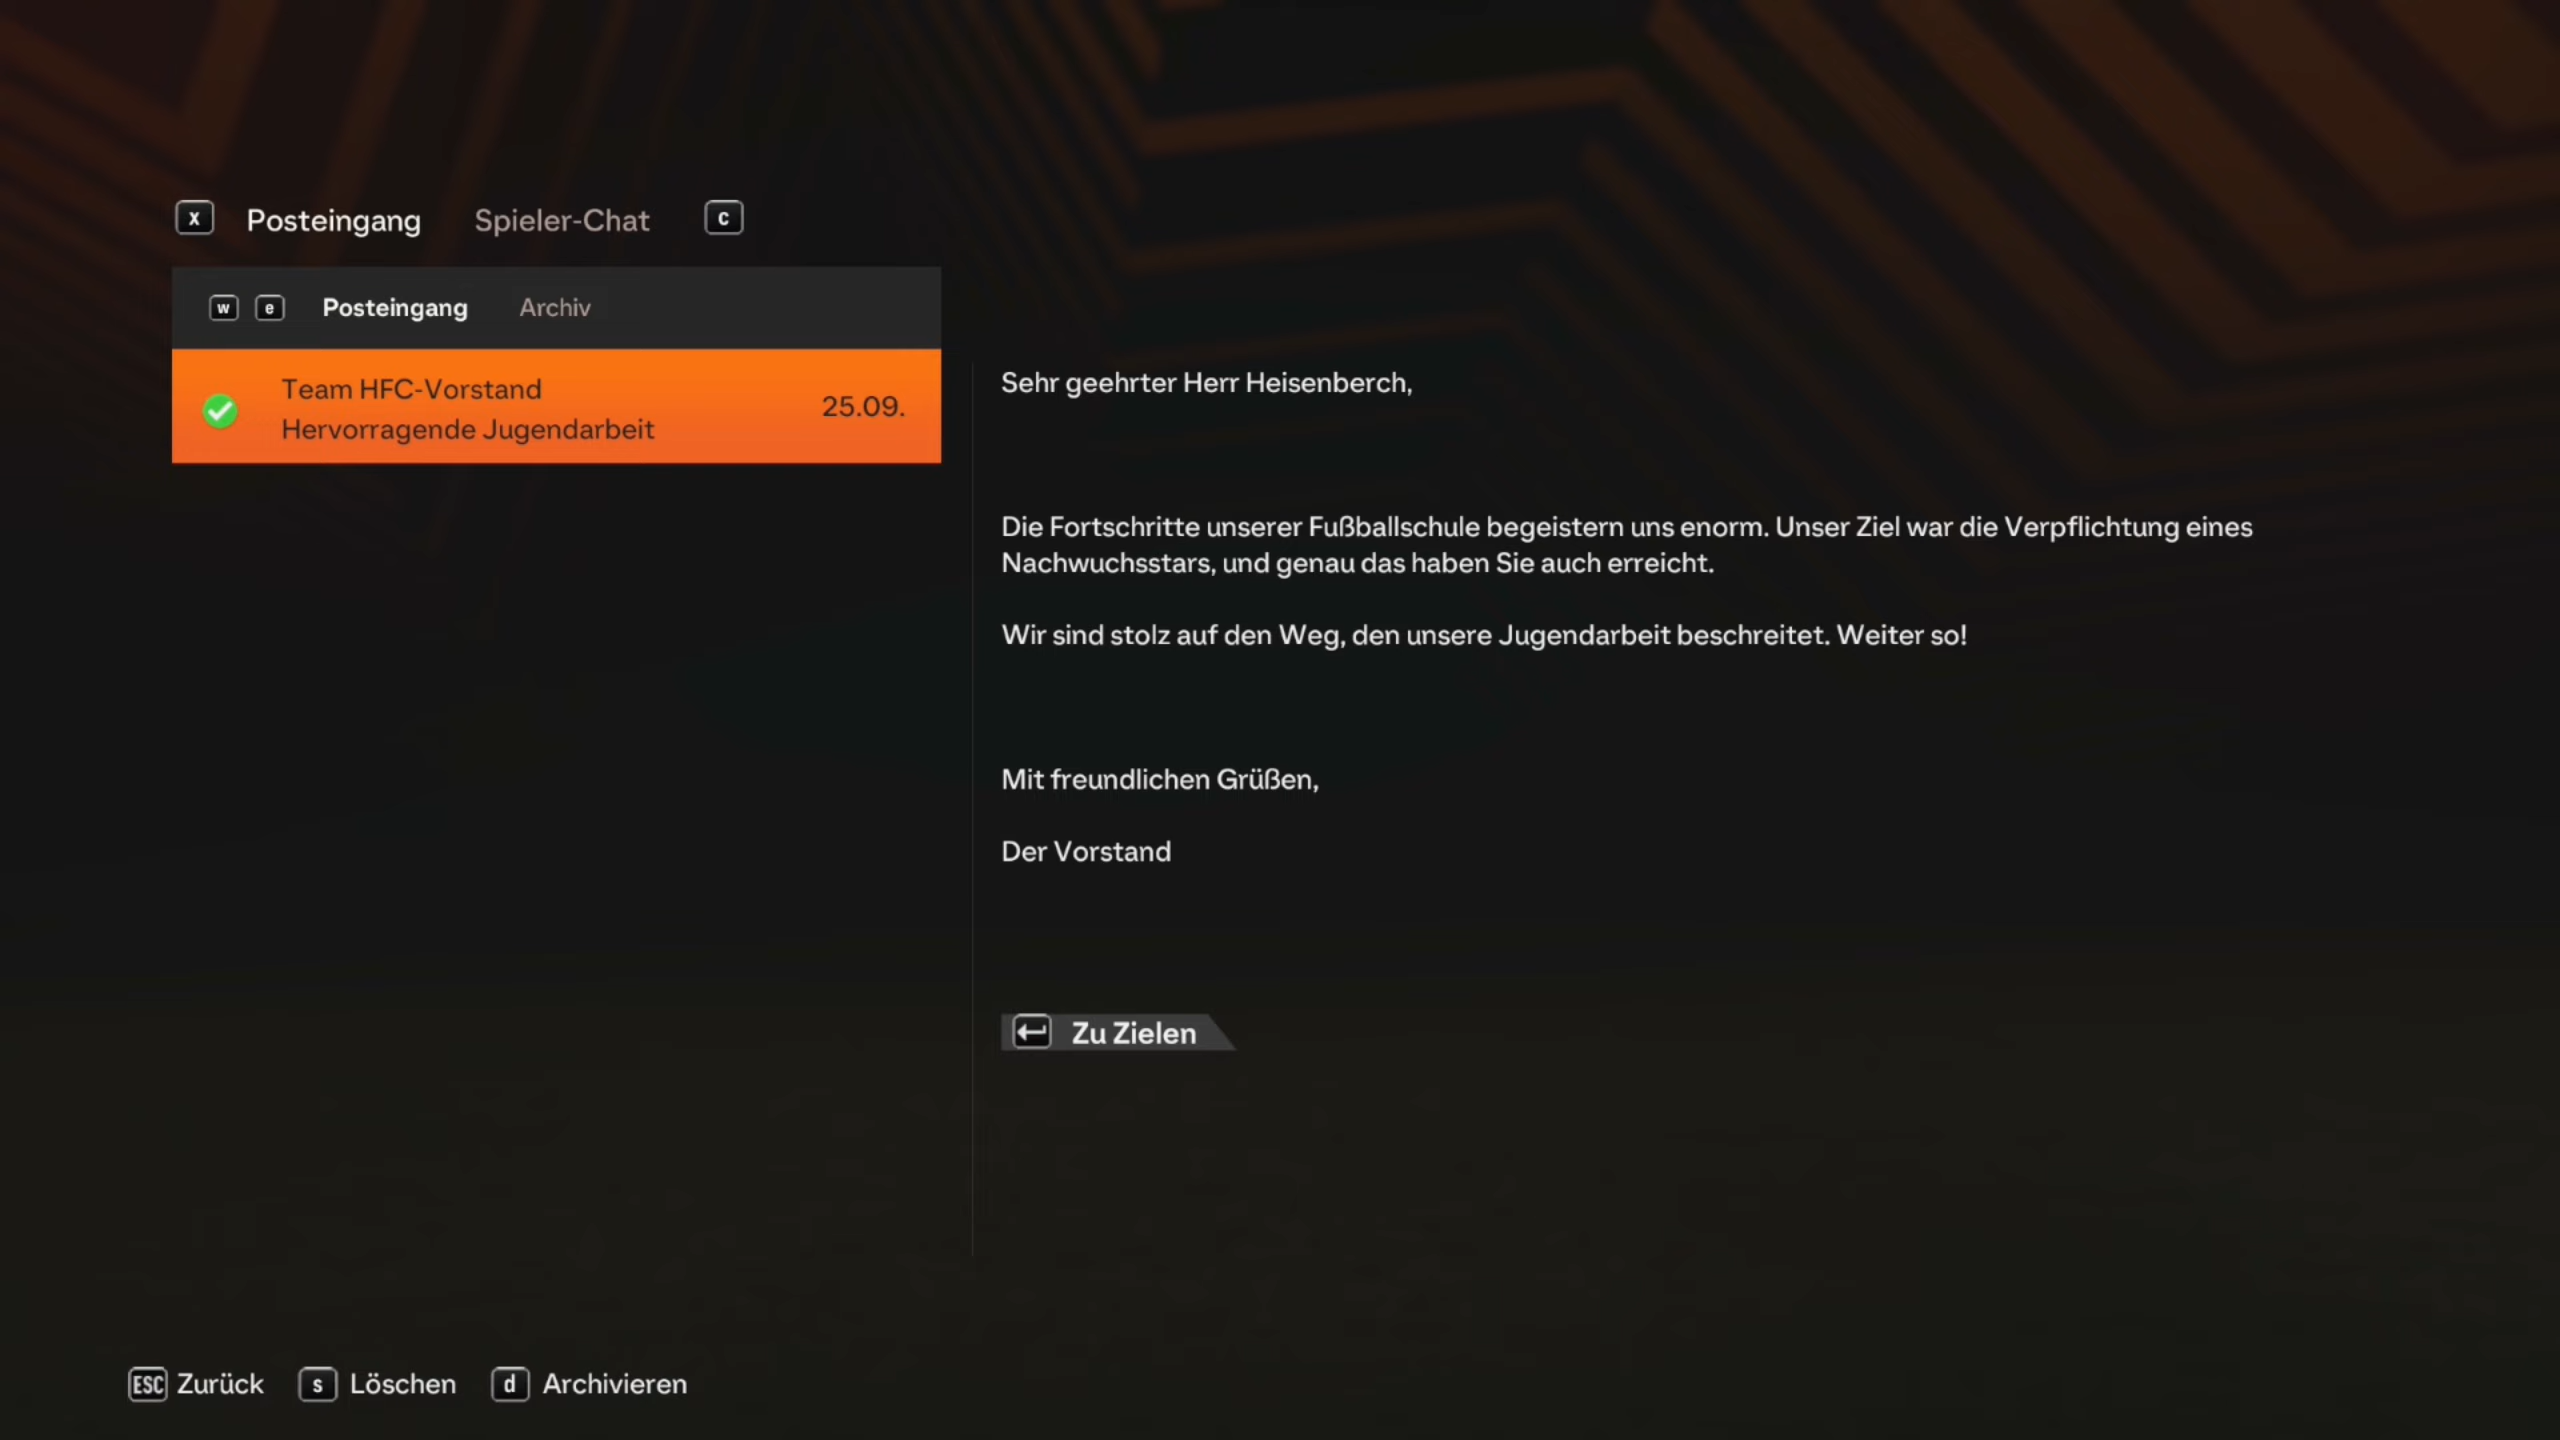 x Posteingang Spieler-Chat c
w e Posteingang Archiv
Team HFC-Vorstand
Hervorragende Jugendarbeit
25.09.
Sehr geehrter Herr Heisenberch,
Die Fortschritte unserer Fußballschule begeistern uns enorm. Unser Ziel war die Verpflichtung eines
Nachwuchsstars, und genau das haben Sie auch erreicht.
Wir sind stolz auf den Weg, den unsere Jugendarbeit beschreitet. Weiter so!
Mit freundlichen Grüßen,
Der Vorstand
Zu Zielen
ESC Zurück s Löschen d Archivieren